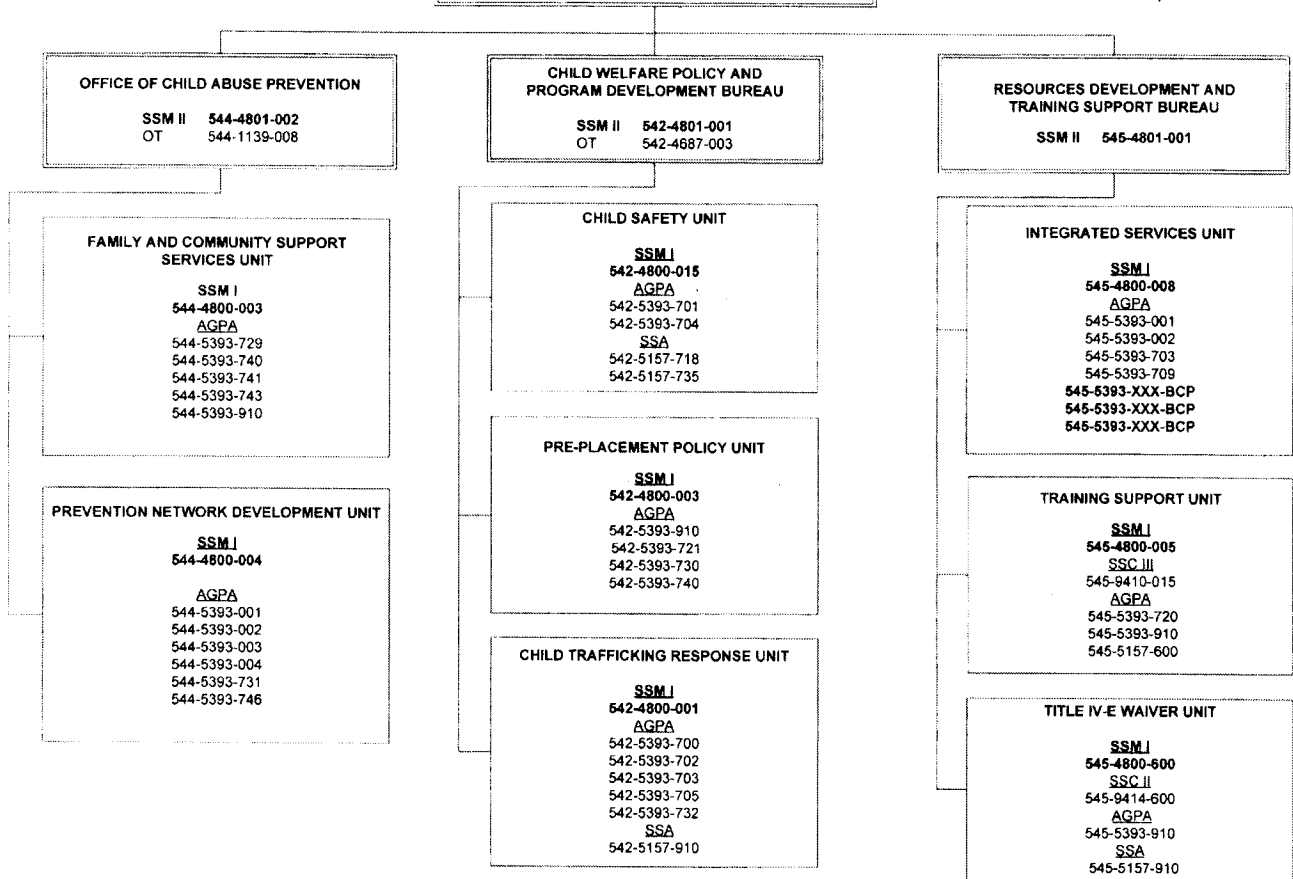 OFFICE OF CHILD ABUSE PREVENTION
SSM II 544-4801-002
OT 544-1139-008
FAMILY AND COMMUNITY SUPPORT
SERVICES UNIT
SSM I
544-4800-003
AGPA
544-5393-729
544-5393-740
544-5393-741
544-5393-743
544-5393-910
PREVENTION NETWORK DEVELOPMENT UNIT
SSM I
544-4800-004
AGPA
544-5393-001
544-5393-002
544-5393-003
544-5393-004
544-5393-731
544-5393-746
CHILD WELFARE POLICY AND
PROGRAM DEVELOPMENT BUREAU
SSM II 542-4801-001
OT 542-4687-003
CHILD SAFETY UNIT
SSM I
542-4800-015
AGPA
542-5393-701
542-5393-704
SSA
542-5157-718
542-5157-735
PRE-PLACEMENT POLICY UNIT
SSM I
542-4800-003
AGPA
542-5393-910
542-5393-721
542-5393-730
542-5393-740
CHILD TRAFFICKING RESPONSE UNIT
SSM I
542-4800-001
AGPA
542-5393-700
542-5393-702
542-5393-703
542-5393-705
542-5393-732
SSA
542-5157-910
RESOURCES DEVELOPMENT AND
TRAINING SUPPORT BUREAU
SSM II 545-4801-001
INTEGRATED SERVICES UNIT
SSM I
545-4800-008
AGPA
545-5393-001
545-5393-002
545-5393-703
545-5393-709
545-5393-XXX-BCP
545-5393-XXX-BCP
545-5393-XXX-BCP
TRAINING SUPPORT UNIT
SSM I
545-4800-005
SSC III
545-9410-015
AGPA
545-5393-720
545-5393-910
545-5157-600
TITLE IV-E WAIVER UNIT
SSM I
545-4800-600
SSC II
545-9414-600
AGPA
545-5393-910
SSA
545-5157-910